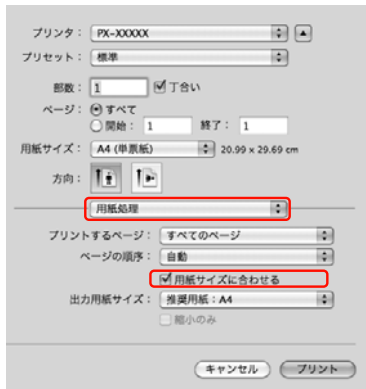 プリンタ： PX-XXXXX
プリセット： 標準
部数： 1 丁合い
ページ： すべて
開始： 1 終了： 1
用紙サイズ： A4 (単票紙) 20.99 x 29.69 cm
方向：
用紙処理
プリントするページ： すべてのページ
ページの順序： 自動
用紙サイズに合わせる
出力用紙サイズ： 推奨用紙：A4
縮小のみ
キャンセル プリント